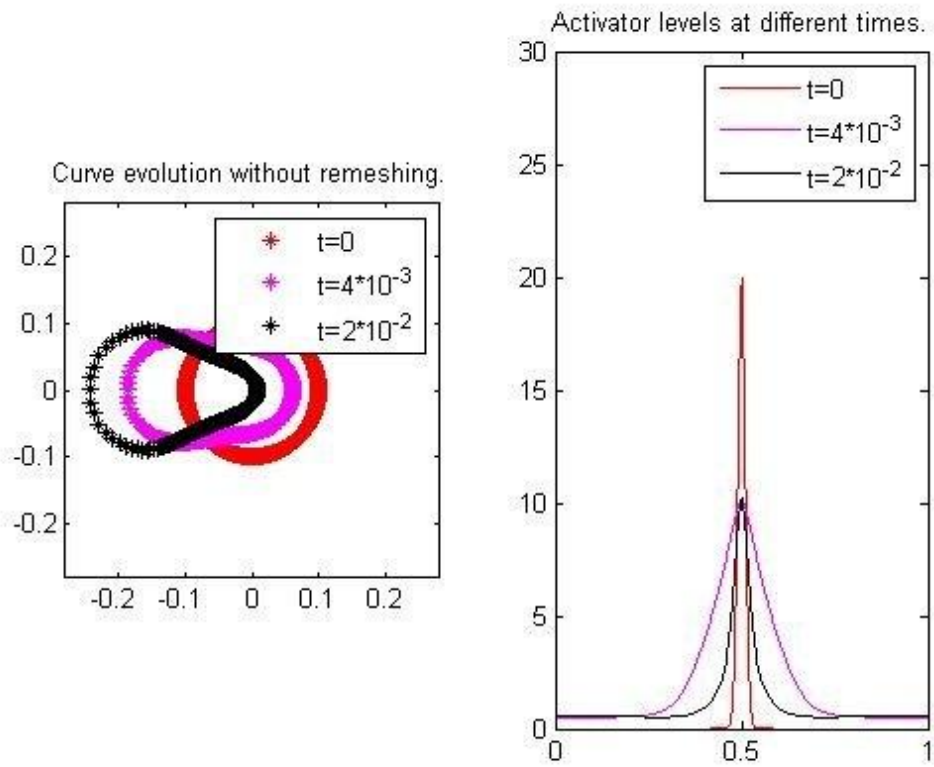 Curve evolution without remeshing.
0.2
0.1
0
-0.1
-0.2
-0.2 -0.1 0 0.1 0.2
t=0
t=4*10-3
t=2*10-2
Activator levels at different times.
30
25
20
15
10
5
0
0 0.5 1
t=0
t=4*10-3
t=2*10-2